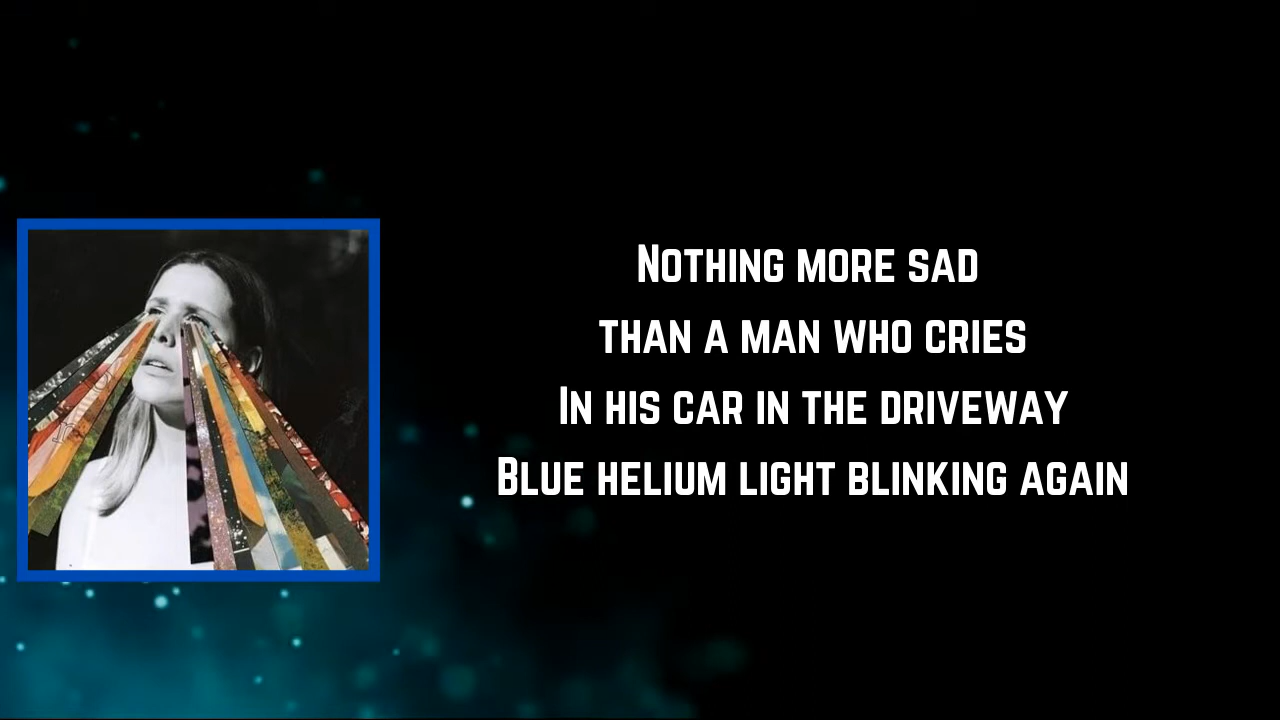 Nothing more sad
than a man who cries
In his car in the driveway
Blue helium light blinking again